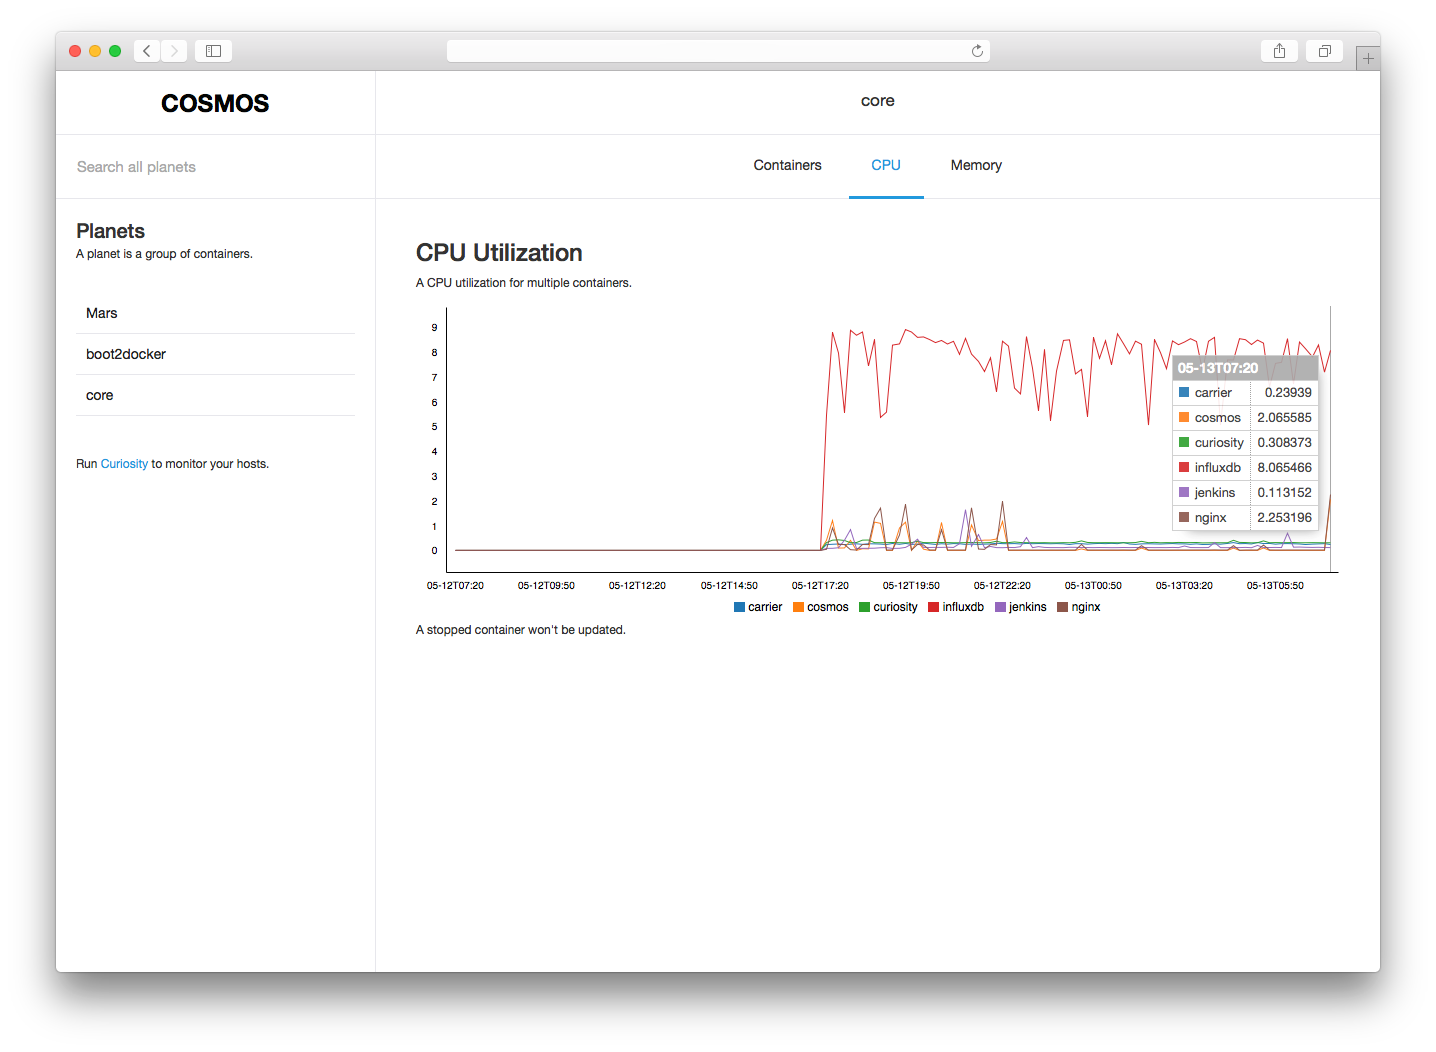 COSMOS
core
Search all planets
Containers CPU Memory
Planets
A planet is a group of containers.
Mars
boot2docker
core
Run Curiosity to monitor your hosts.
CPU Utilization
A CPU utilization for multiple containers.
9
8
7
6
5
4
3
2
1
0
05-13T07:20
carrier 0.23939
cosmos 2.065585
curiosity 0.308373
influxdb 8.065466
jenkins 0.113152
nginx 2.253196
05-12T07:20 05-12T09:50 05-12T12:20 05-12T14:50 05-12T17:20 05-12T19:50 05-12T22:20 05-13T00:50 05-13T03:20 05-13T05:50
carrier cosmos curiosity influxdb jenkins nginx
A stopped container won't be updated.